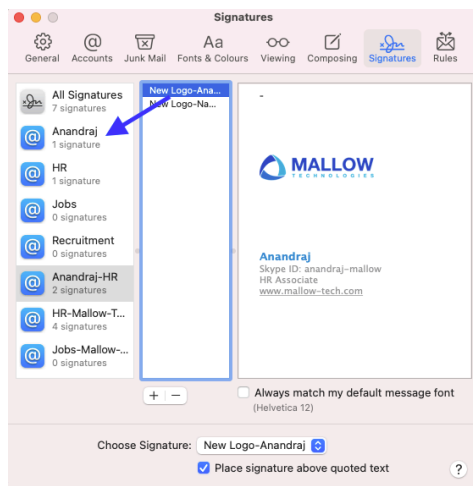 Signatures
General Accounts Junk Mail Fonts & Colours Viewing Composing Signatures Rules
All Signatures
7 signatures
Anandraj
1 signature
HR
1 signature
Jobs
0 signatures
Recruitment
0 signatures
Anandraj-HR
2 signatures
HR-Mallow-T...
4 signatures
Jobs-Mallow-...
0 signatures
New Logo-Ana...
New Logo-Na...
-
MALLOW
TECHNOLOGIES
Anandraj
Skype ID: anandraj-mallow
HR Associate
www.mallow-tech.com
+ −
Always match my default message font
(Helvetica 12)
Choose Signature: New Logo-Anandraj
Place signature above quoted text
?